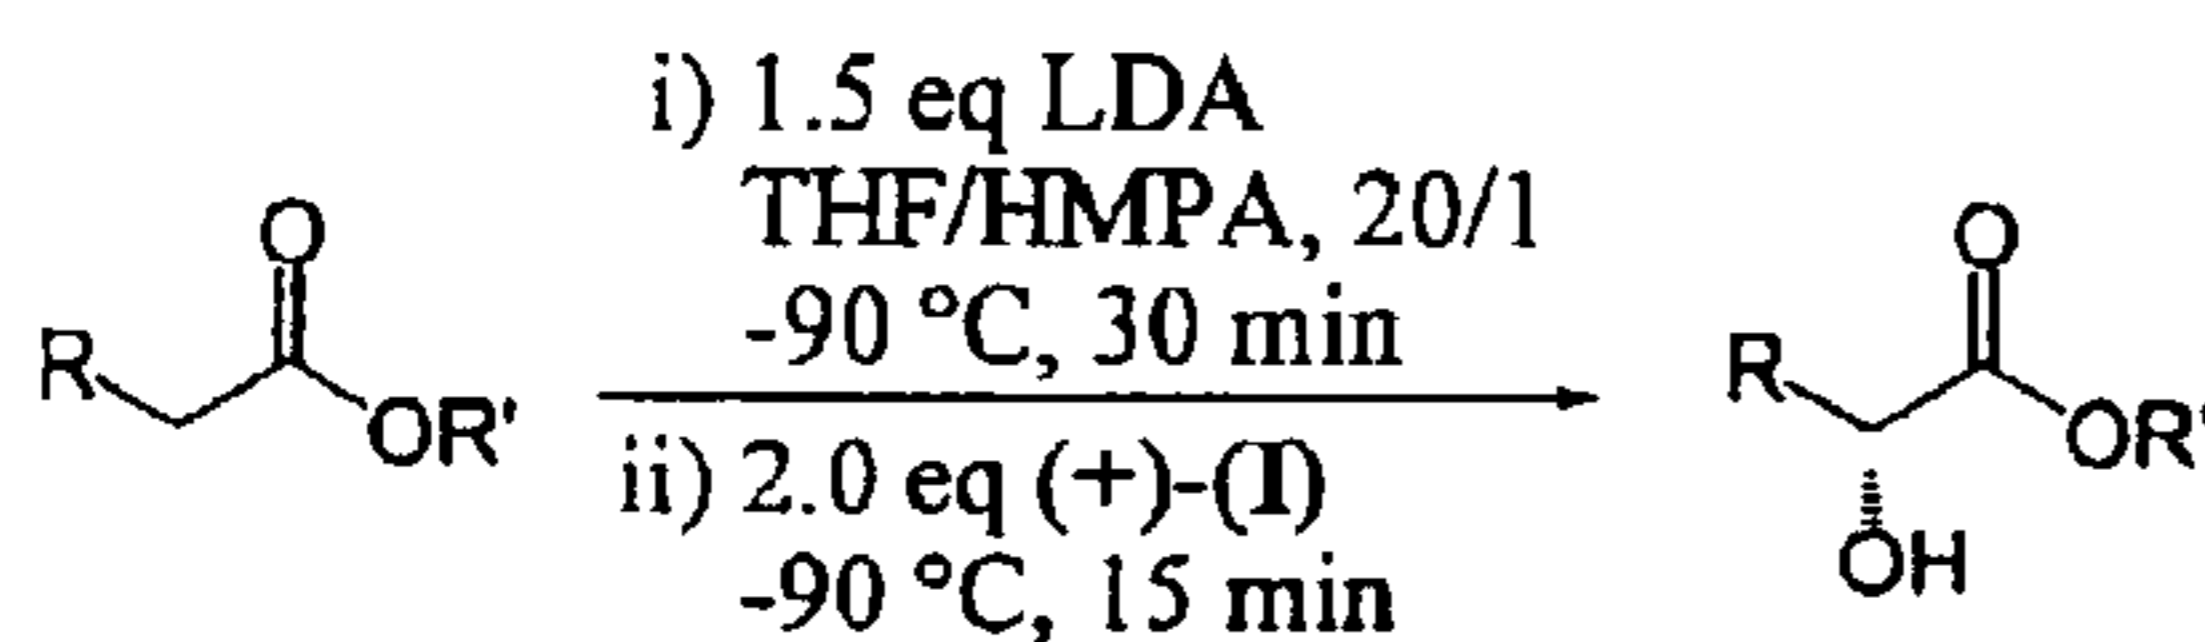 i) 1.5 eq LDA
THF/HMPA, 20/1
-90 °C, 30 min
ii) 2.0 eq (+)-(I)
-90 °C, 15 min
R
O
OR'
R
O
OR'
OH